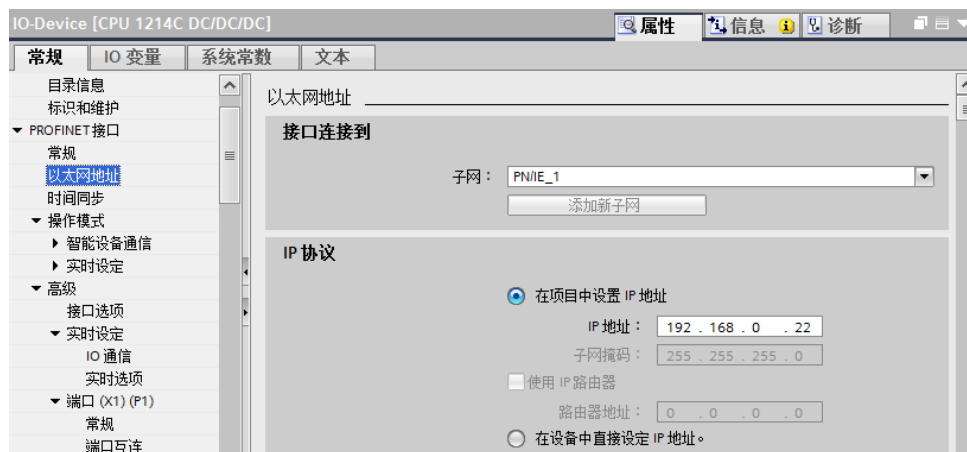 IO-Device [CPU 1214C DC/DC/DC]
属性 信息 诊断
常规 IO 变量 系统常数 文本
目录信息
标识和维护
PROFINET接口
常规
以太网地址
时间同步
操作模式
智能设备通信
实时设定
高级
接口选项
实时设定
IO 通信
实时选项
端口 (X1) (P1)
常规
端口互连
以太网地址
接口连接到
子网： PN/IE_1
添加新子网
IP 协议
在项目中设置 IP 地址
IP 地址： 192 . 168 . 0 . 22
子网掩码： 255 . 255 . 255 . 0
使用 IP 路由器
路由器地址： 0 . 0 . 0 . 0
在设备中直接设定 IP 地址。